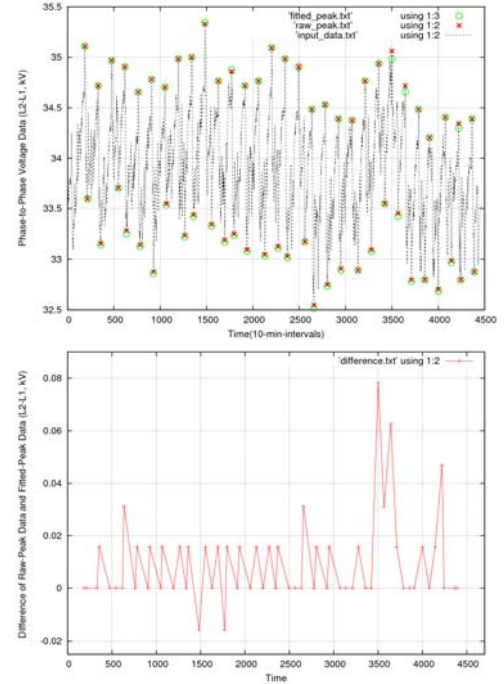 35.5
35
34.5
34
33.5
33
32.5
Phase-to-Phase Voltage Data (L2-L1, kV)
'fitted_peak.txt' using 1:3
'raw_peak.txt' using 1:2
'input_data.txt' using 1:2
0 500 1000 1500 2000 2500 3000 3500 4000 4500
Time(10-min-intervals)
0.08
0.06
0.04
0.02
0
-0.02
Difference of Raw-Peak Data and Fitted-Peak Data (L2-L1, kV)
'difference.txt' using 1:2
0 500 1000 1500 2000 2500 3000 3500 4000 4500
Time